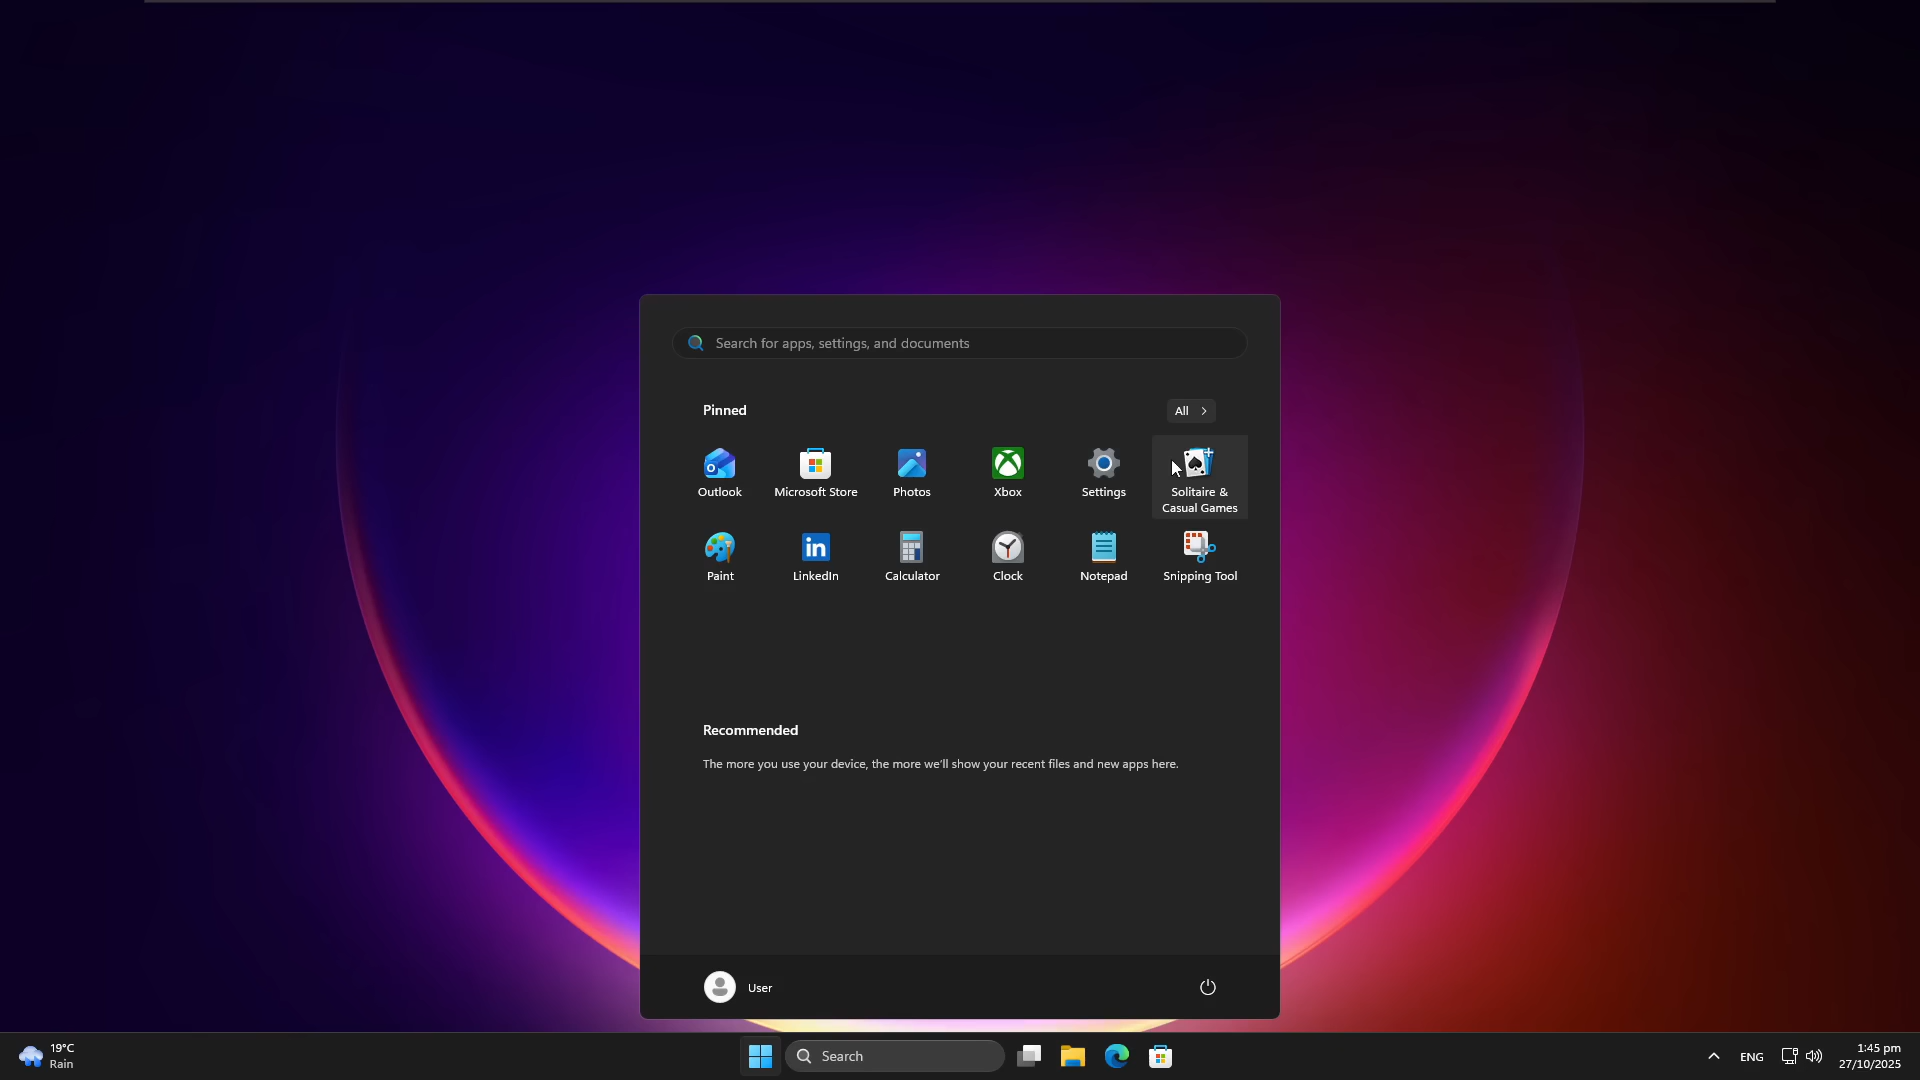 Search for apps, settings, and documents
Pinned
All
Outlook
Microsoft Store
Photos
Xbox
Settings
Solitaire &
Casual Games
Paint
LinkedIn
Calculator
Clock
Notepad
Snipping Tool
Recommended
The more you use your device, the more we'll show your recent files and new apps here.
User
19°C
Rain
Search
ENG
1:45 pm
27/10/2025